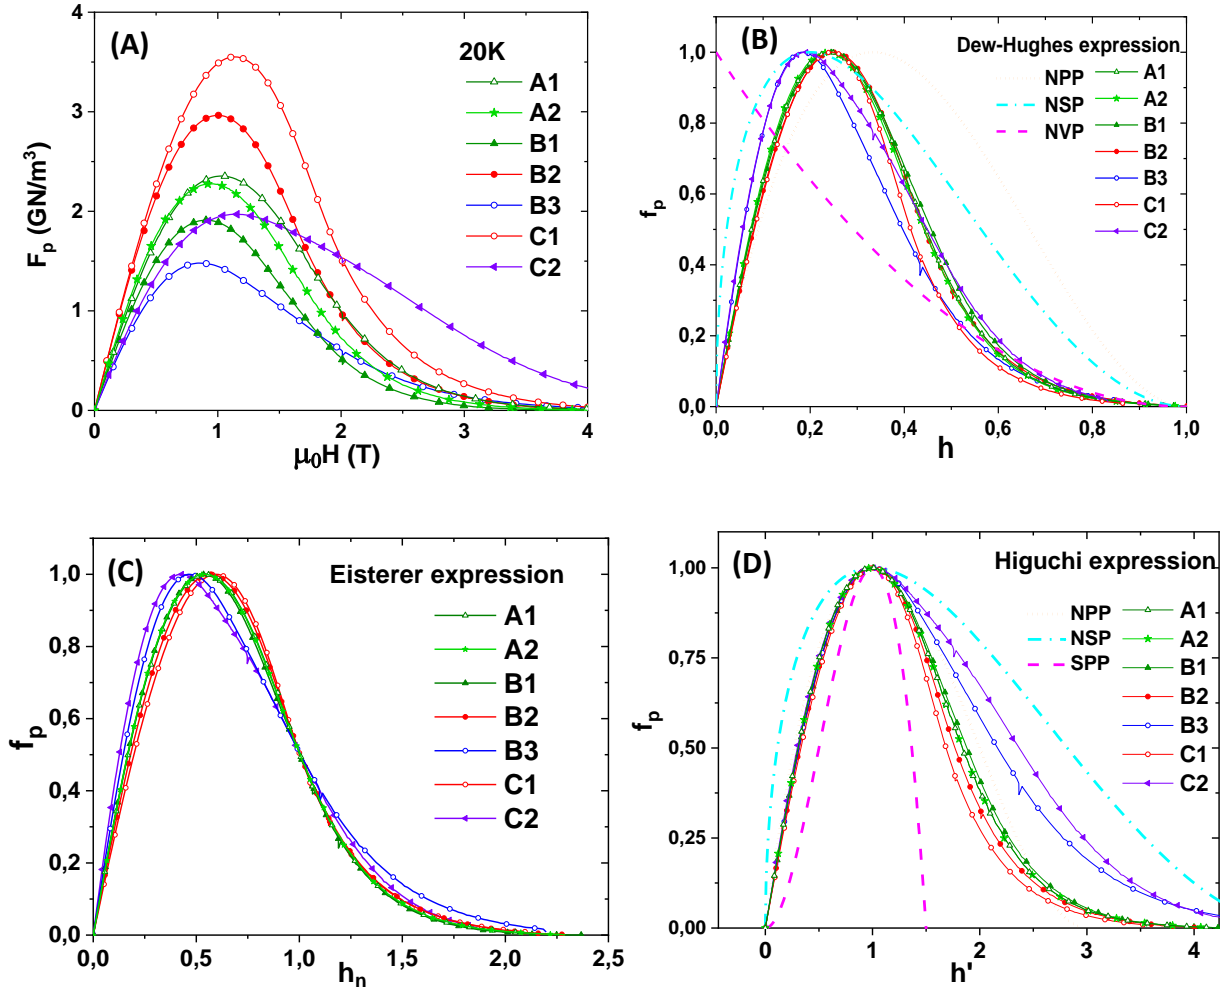 (A)
20K
A1
A2
B1
B2
B3
C1
C2
F_p (GN/m³)
4
3
2
1
0
0 1 2 3 4
μ₀H (T)
(B)
Dew-Hughes expression
NPP
NSP
NVP
A1
A2
B1
B2
B3
C1
C2
f_p
1,0
0,8
0,6
0,4
0,2
0,0
0,0 0,2 0,4 0,6 0,8 1,0
h
(C)
Eisterer expression
A1
A2
B1
B2
B3
C1
C2
f_p
1,0
0,8
0,6
0,4
0,2
0,0
0,0 0,5 1,0 1,5 2,0 2,5
h_n
(D)
Higuchi expression
NPP
NSP
SPP
A1
A2
B1
B2
B3
C1
C2
f_p
1,00
0,75
0,50
0,25
0,00
0 1 2 3 4
h'